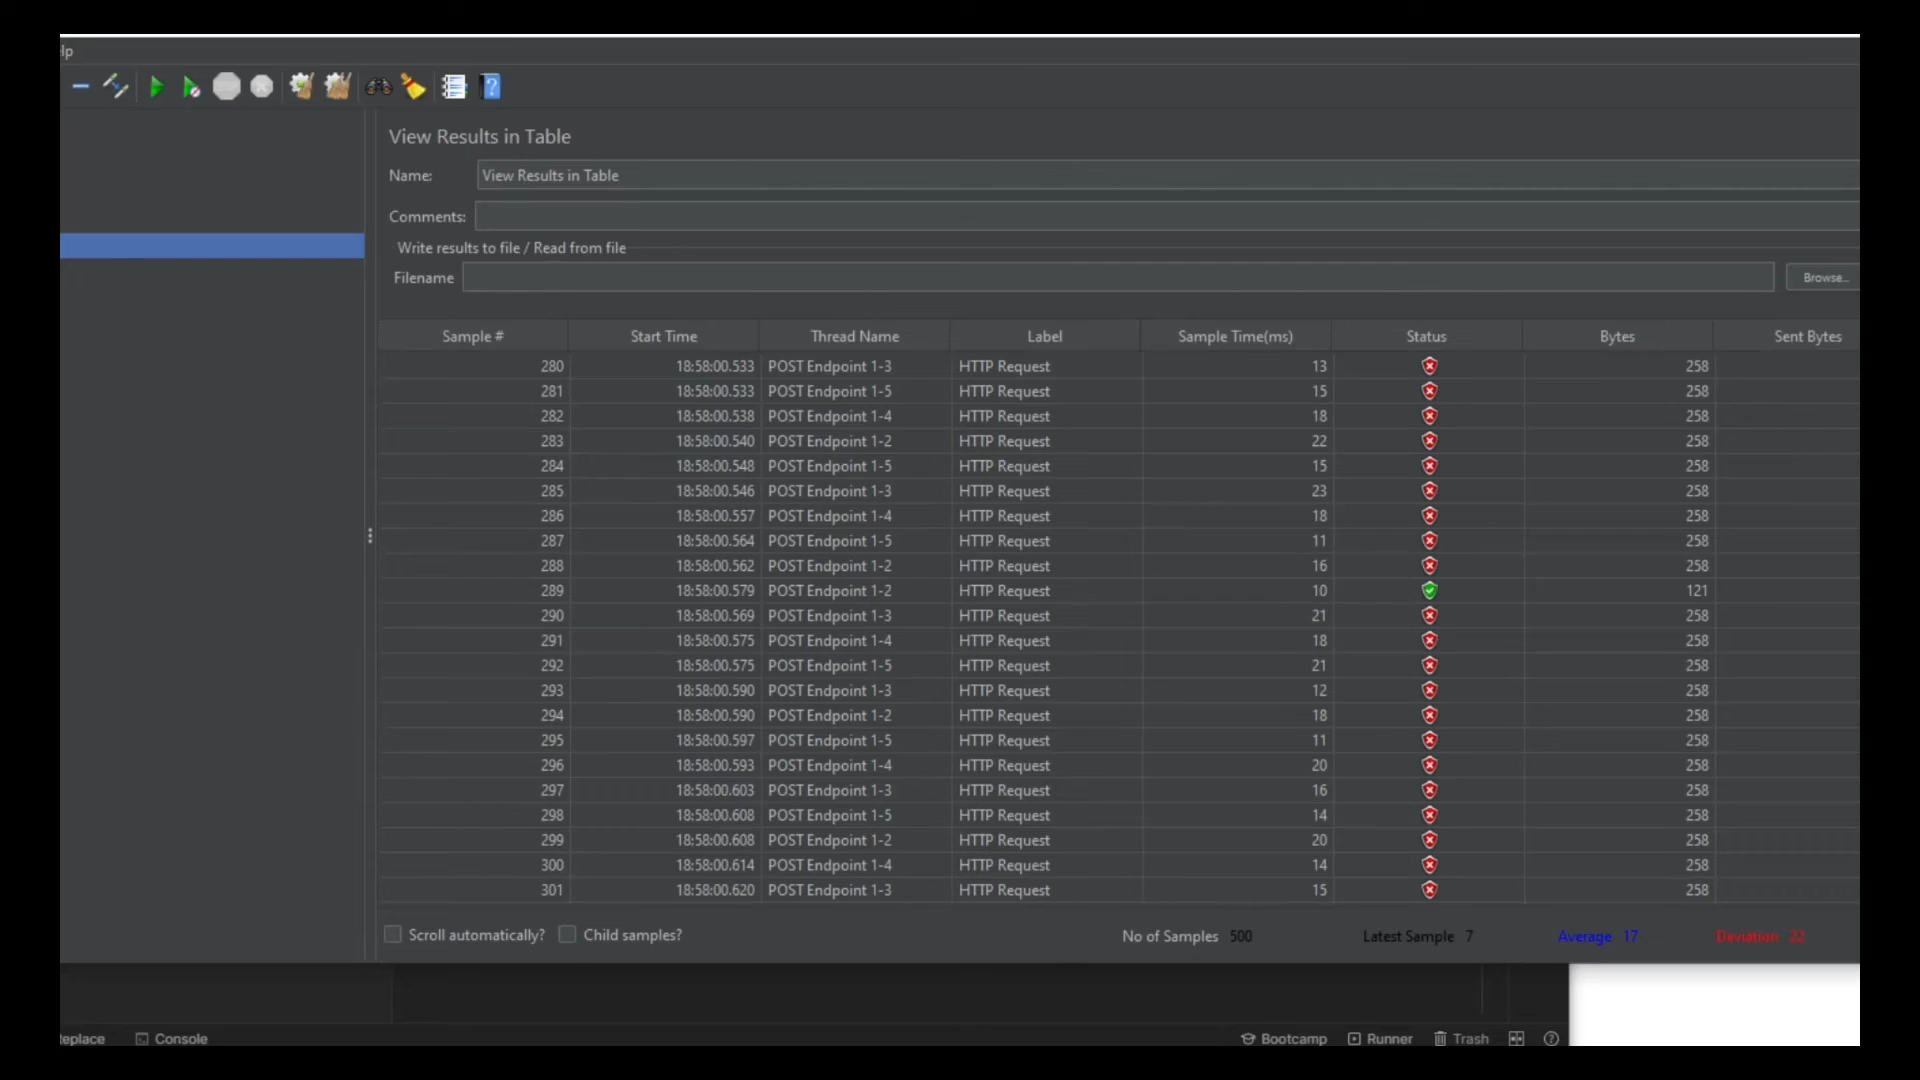 lp
View Results in Table
Name: View Results in Table
Comments:
Write results to file / Read from file
Filename Browse...
Sample # Start Time Thread Name Label Sample Time(ms) Status Bytes Sent Bytes
280 18:58:00.533 POST Endpoint 1-3 HTTP Request 13 258
281 18:58:00.533 POST Endpoint 1-5 HTTP Request 15 258
282 18:58:00.538 POST Endpoint 1-4 HTTP Request 18 258
283 18:58:00.540 POST Endpoint 1-2 HTTP Request 22 258
284 18:58:00.548 POST Endpoint 1-5 HTTP Request 15 258
285 18:58:00.546 POST Endpoint 1-3 HTTP Request 23 258
286 18:58:00.557 POST Endpoint 1-4 HTTP Request 18 258
287 18:58:00.564 POST Endpoint 1-5 HTTP Request 11 258
288 18:58:00.562 POST Endpoint 1-2 HTTP Request 16 258
289 18:58:00.579 POST Endpoint 1-2 HTTP Request 10 121
290 18:58:00.569 POST Endpoint 1-3 HTTP Request 21 258
291 18:58:00.575 POST Endpoint 1-4 HTTP Request 18 258
292 18:58:00.575 POST Endpoint 1-5 HTTP Request 21 258
293 18:58:00.590 POST Endpoint 1-3 HTTP Request 12 258
294 18:58:00.590 POST Endpoint 1-2 HTTP Request 18 258
295 18:58:00.597 POST Endpoint 1-5 HTTP Request 11 258
296 18:58:00.593 POST Endpoint 1-4 HTTP Request 20 258
297 18:58:00.603 POST Endpoint 1-3 HTTP Request 16 258
298 18:58:00.608 POST Endpoint 1-5 HTTP Request 14 258
299 18:58:00.608 POST Endpoint 1-2 HTTP Request 20 258
300 18:58:00.614 POST Endpoint 1-4 HTTP Request 14 258
301 18:58:00.620 POST Endpoint 1-3 HTTP Request 15 258
Scroll automatically? Child samples? No of Samples 500 Latest Sample 7 Average 17 Deviation 22
eplace Console Bootcamp Runner Trash